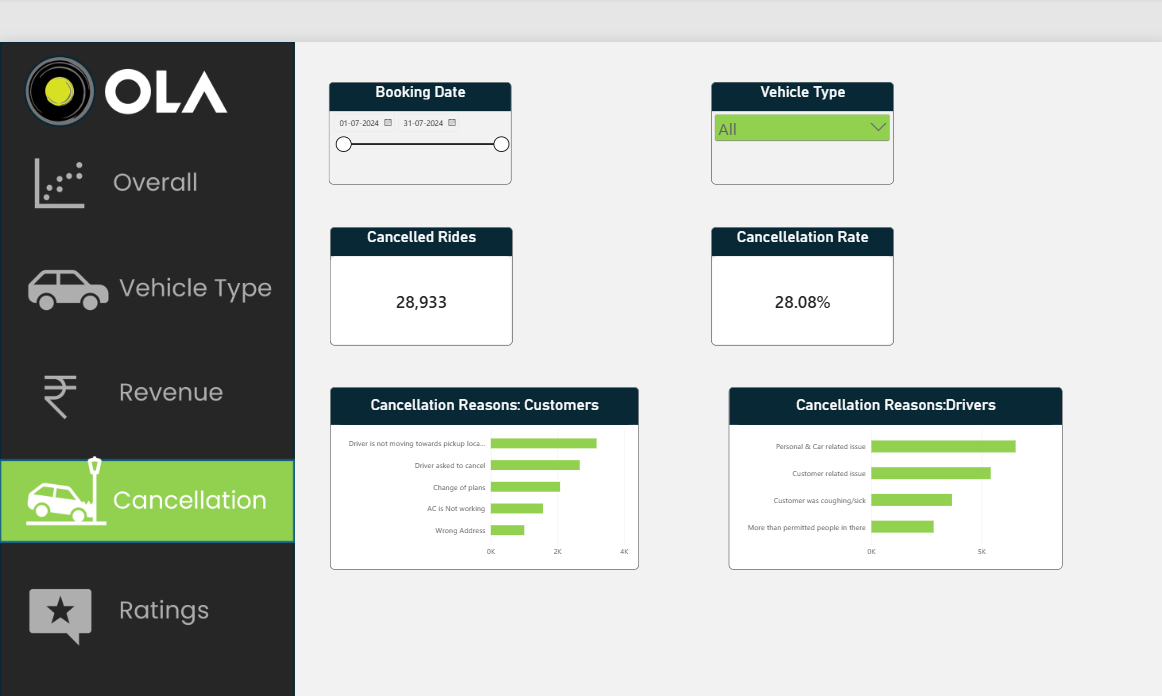 OLA
Overall
Vehicle Type
Revenue
Cancellation
Ratings
Booking Date
01-07-2024 31-07-2024
Vehicle Type
All
Cancelled Rides
28,933
Cancellelation Rate
28.08%
Cancellation Reasons: Customers
Driver is not moving towards pickup loca...
Driver asked to cancel
Change of plans
AC is Not working
Wrong Address
0K 2K 4K
Cancellation Reasons:Drivers
Personal & Car related issue
Customer related issue
Customer was coughing/sick
More than permitted people in there
0K 5K